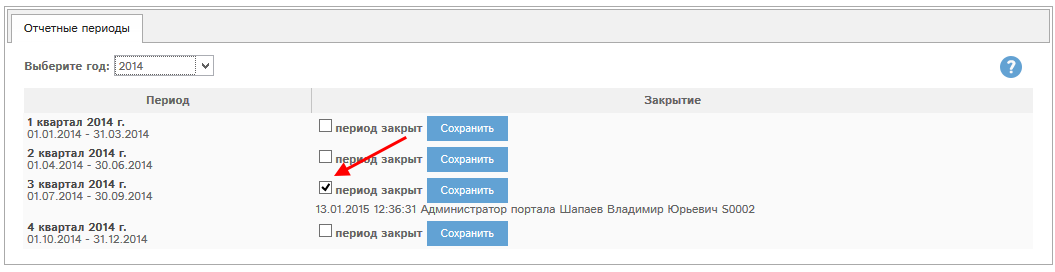 Отчетные периоды
Выберите год: 2014
?
Период Закрытие
1 квартал 2014 г.
01.01.2014 - 31.03.2014
период закрыт Сохранить
2 квартал 2014 г.
01.04.2014 - 30.06.2014
период закрыт Сохранить
3 квартал 2014 г.
01.07.2014 - 30.09.2014
период закрыт Сохранить
13.01.2015 12:36:31 Администратор портала Шапаев Владимир Юрьевич S0002
4 квартал 2014 г.
01.10.2014 - 31.12.2014
период закрыт Сохранить